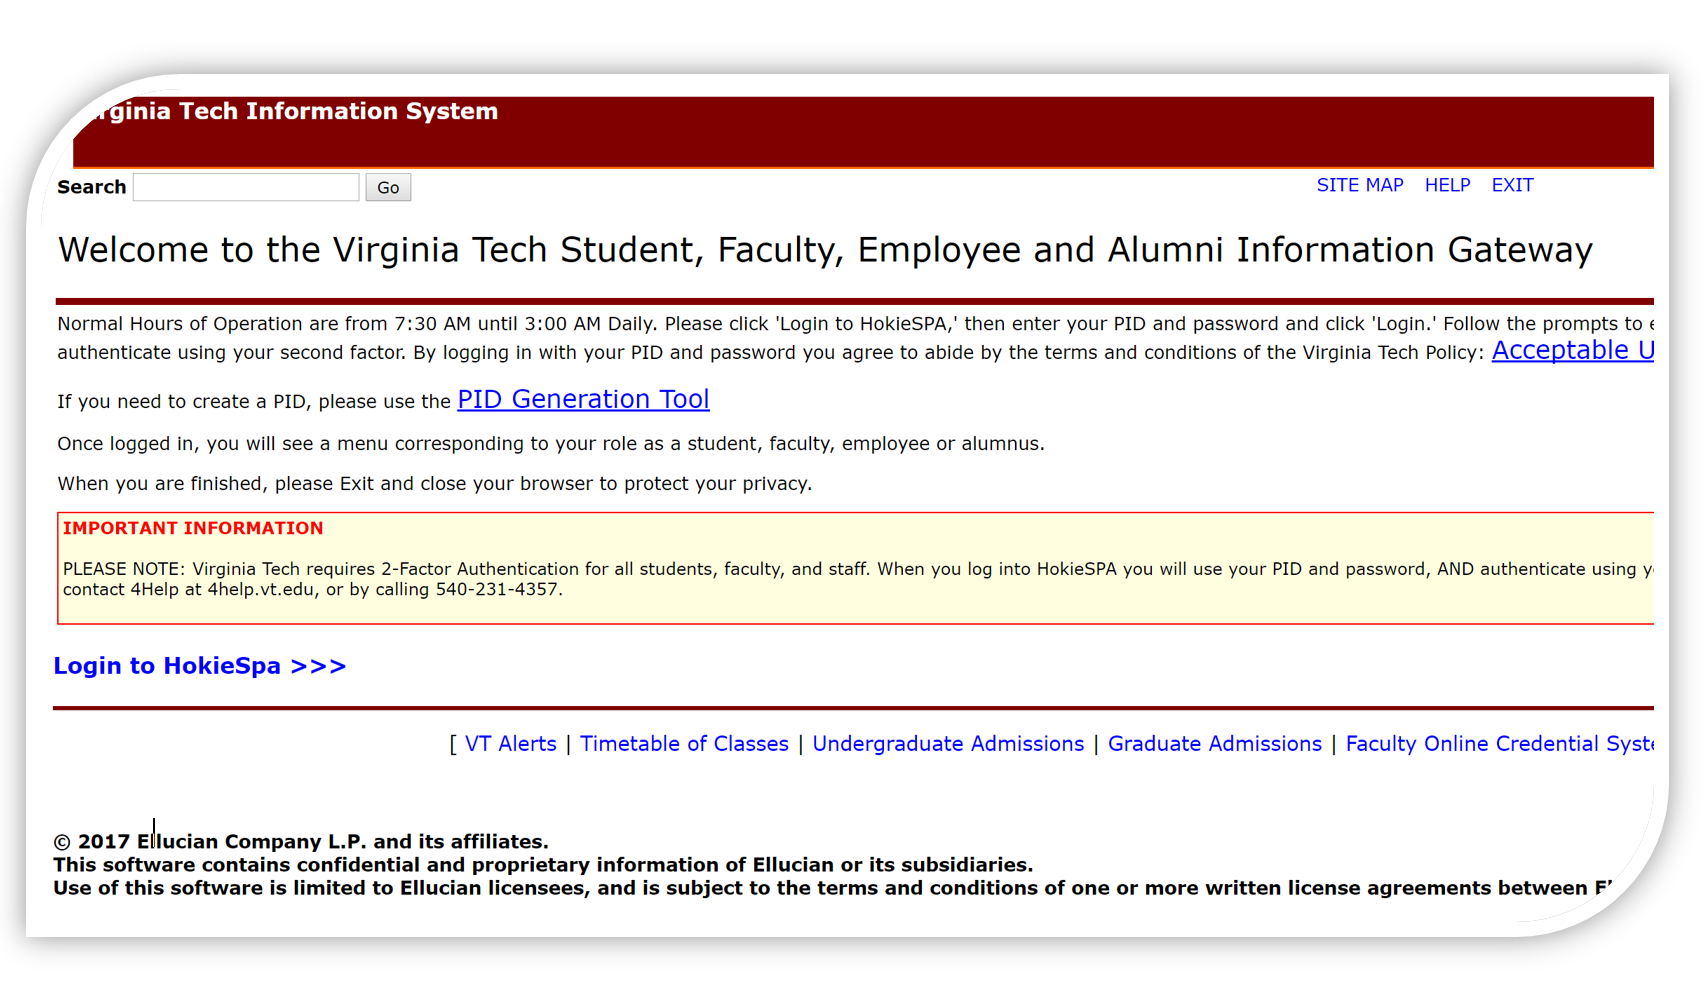 Tech Information System
Search Go SITE MAP HELP EXIT
Welcome to the Virginia Tech Student, Faculty, Employee and Alumni Information Gateway
Normal Hours of Operation are from 7:30 AM until 3:00 AM Daily. Please click 'Login to HokieSPA,' then enter your PID and password and click 'Login.' Follow the prompts to
authenticate using your second factor. By logging in with your PID and password you agree to abide by the terms and conditions of the Virginia Tech Policy: Acceptable
If you need to create a PID, please use the PID Generation Tool
Once logged in, you will see a menu corresponding to your role as a student, faculty, employee or alumnus.
When you are finished, please Exit and close your browser to protect your privacy.
IMPORTANT INFORMATION
PLEASE NOTE: Virginia Tech requires 2-Factor Authentication for all students, faculty, and staff. When you log into HokieSPA you will use your PID and password, AND authenticate using
contact 4Help at 4help.vt.edu, or by calling 540-231-4357.
Login to HokieSpa >>>
[ VT Alerts | Timetable of Classes | Undergraduate Admissions | Graduate Admissions | Faculty Online Credential
© 2017 Ellucian Company L.P. and its affiliates.
This software contains confidential and proprietary information of Ellucian or its subsidiaries.
Use of this software is limited to Ellucian licensees, and is subject to the terms and conditions of one or more written license agreements between